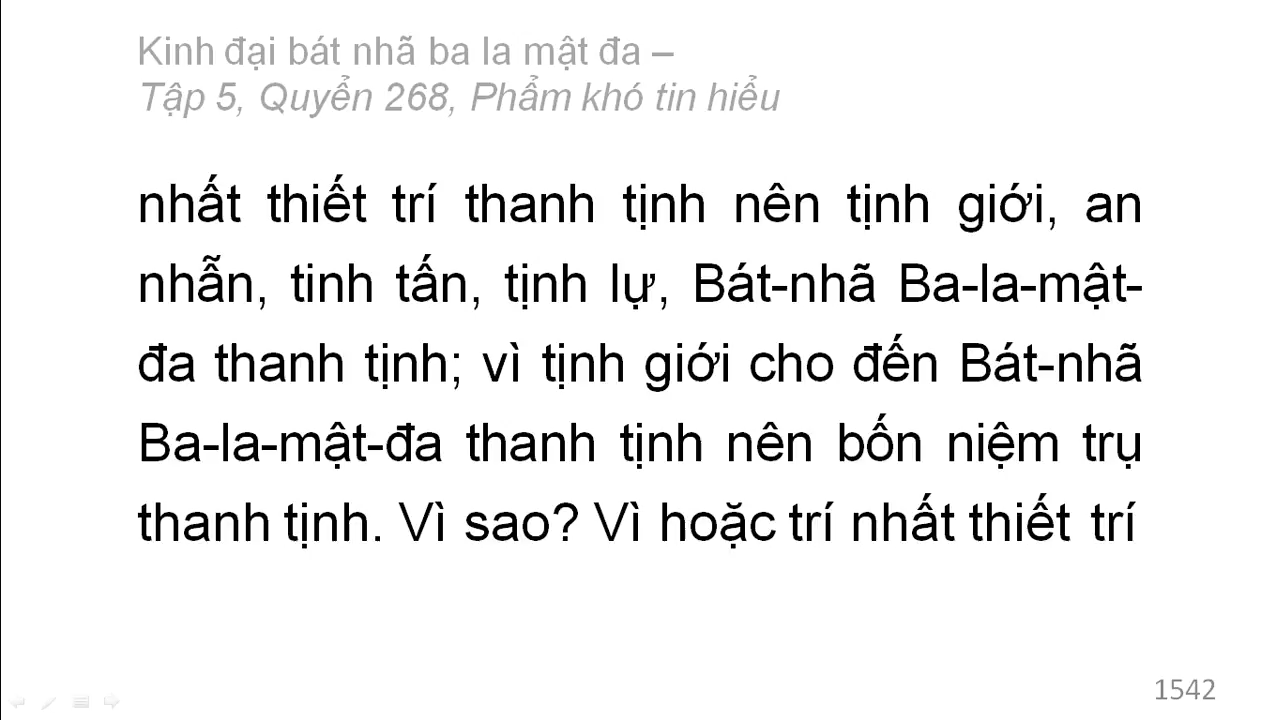 Kinh đại bát nhã ba la mật đa –
Tập 5, Quyển 268, Phẩm khó tin hiểu
nhất thiết trí thanh tịnh nên tịnh giới, an
nhẫn, tinh tấn, tịnh lự, Bát-nhã Ba-la-mật-
đa thanh tịnh; vì tịnh giới cho đến Bát-nhã
Ba-la-mật-đa thanh tịnh nên bốn niệm trụ
thanh tịnh. Vì sao? Vì hoặc trí nhất thiết trí
1542